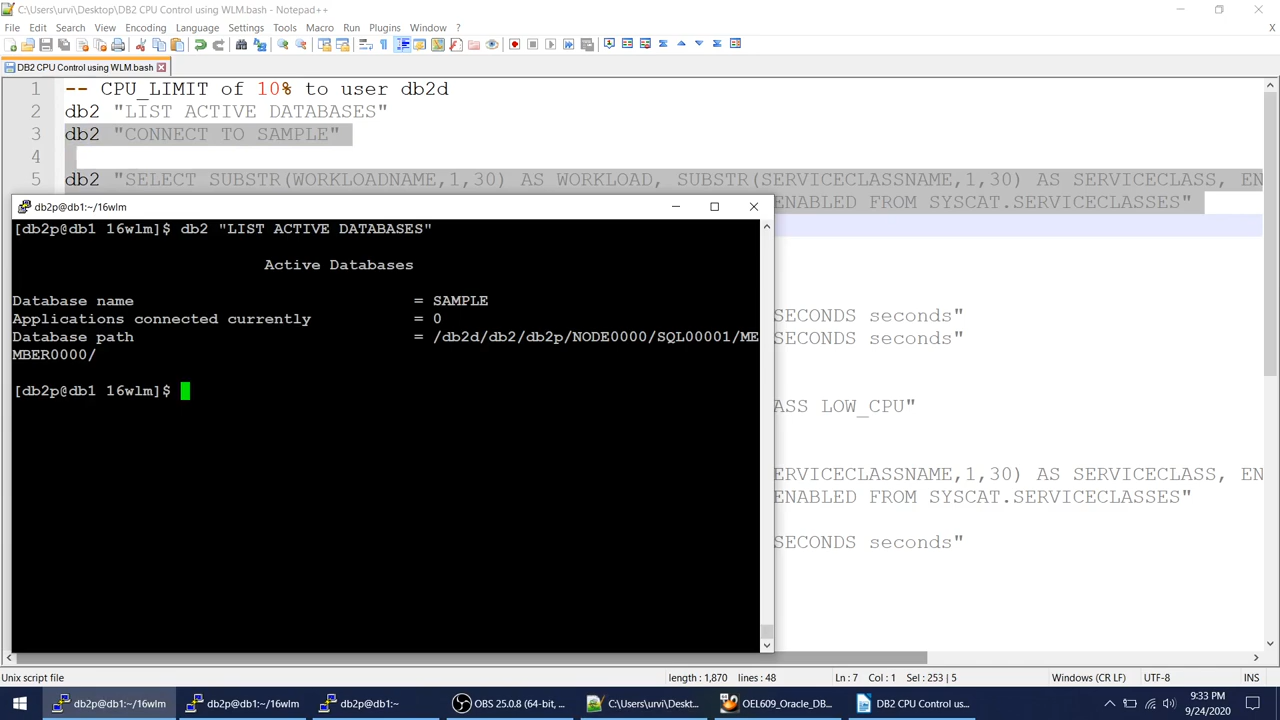 C:\Users\urvi\Desktop\DB2 CPU Control using WLM.bash - Notepad++
File Edit Search View Encoding Language Settings Tools Macro Run Plugins Window ? X
DB2 CPU Control using WLM.bash
1 -- CPU_LIMIT of 10% to user db2d
2 db2 "LIST ACTIVE DATABASES"
3 db2 "CONNECT TO SAMPLE"
4
5 db2 "SELECT SUBSTR(WORKLOADNAME,1,30) AS WORKLOAD, SUBSTR(SERVICECLASSNAME,1,30) AS SERVICECLASS, EN
ENABLED FROM SYSCAT.SERVICECLASSES"
SECONDS seconds"
SECONDS seconds"
ASS LOW_CPU"
ERVICECLASSNAME,1,30) AS SERVICECLASS, EN
ENABLED FROM SYSCAT.SERVICECLASSES"
SECONDS seconds"
db2p@db1:~/16wlm
[db2p@db1 16wlm]$ db2 "LIST ACTIVE DATABASES"
Active Databases
Database name = SAMPLE
Applications connected currently = 0
Database path = /db2d/db2/db2p/NODE0000/SQL00001/ME
MBER0000/
[db2p@db1 16wlm]$
Unix script file length : 1,870 lines : 48 Ln : 7 Col : 1 Sel : 253 | 5 Windows (CR LF) UTF-8 INS
db2p@db1:~/16wlm db2p@db1:~/16wlm db2p@db1:~ OBS 25.0.8 (64-bit, ... C:\Users\urvi\Deskt... OEL609_Oracle_DB... DB2 CPU Control us...
9:33 PM
9/24/2020